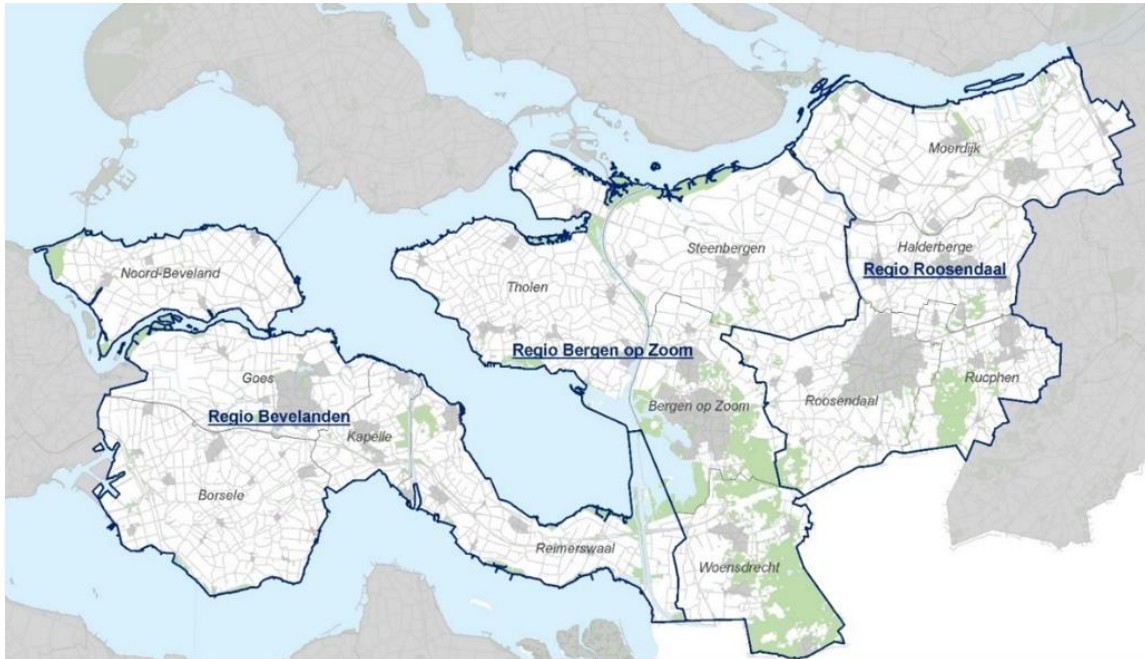 Moerdijk
Steenbergen
Halderberge
Regio Roosendaal
Noord-Beveland
Tholen
Regio Bergen op Zoom
Goes
Regio Bevelanden
Kapelle
Bergen op Zoom
Roosendaal
Rucphen
Borsele
Reimerswaal
Woensdrecht